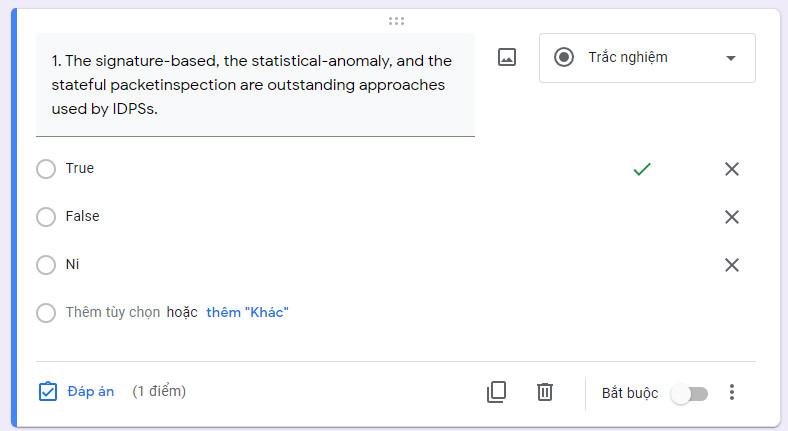 1. The signature-based, the statistical-anomaly, and the
stateful packetinspection are outstanding approaches
used by IDPSs.
Trắc nghiệm
True
False
Ni
Thêm tùy chọn hoặc thêm "Khác"
Đáp án (1 điểm)
Bắt buộc